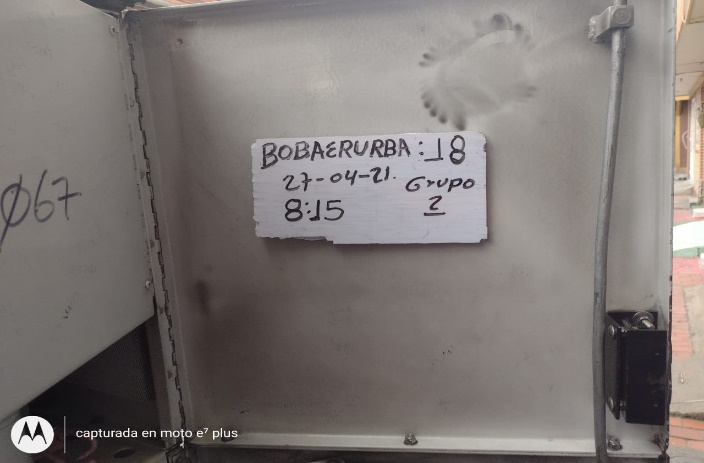 BOBAERURBA:18
27-04-21.
Grupo
2
8:15
Ø67
capturada en moto e⁷ plus